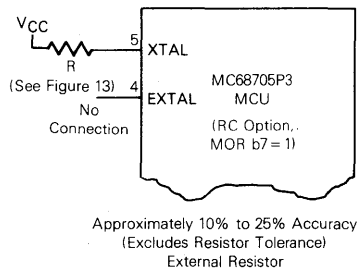 VCC
R
(See Figure 13)
No
Connection
5
XTAL
4
EXTAL
MC68705P3
MCU
(RC Option,
MOR b7 = 1)
Approximately 10% to 25% Accuracy
(Excludes Resistor Tolerance)
External Resistor